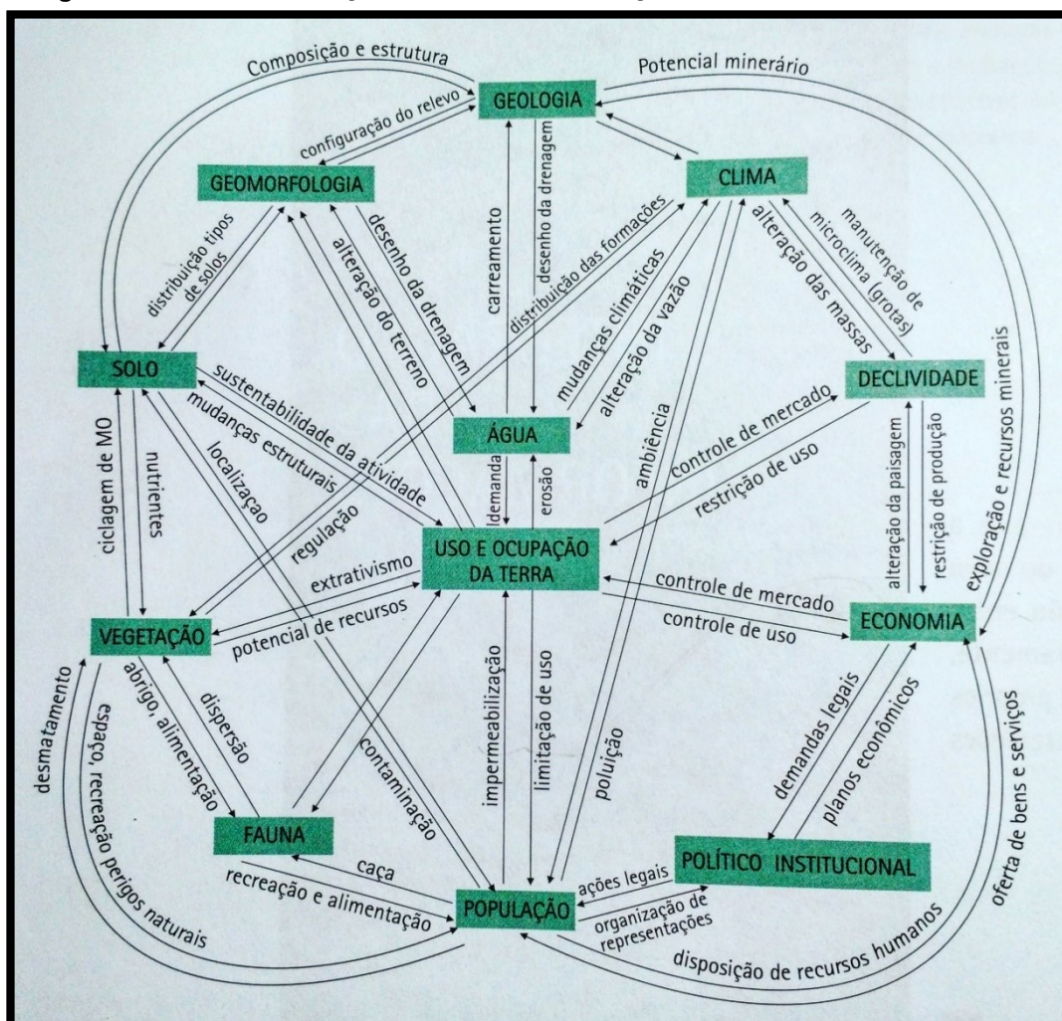 Composição e estrutura
Potencial minerário
GEOLOGIA
configuração do relevo
GEOMORFOLOGIA
CLIMA
desenho da drenagem
carreamento
distribuição das formações
manutenção de
microclima (grotas)
alteração das massas
distribuição tipos
de solos
desenho da drenagem
alteração do terreno
mudanças climáticas
alteração da vazão
SOLO
DECLIVIDADE
sustentabilidade da atividade
mudanças estruturais
ÁGUA
ambiência
controle de mercado
restrição de uso
exploração e recursos minerais
ciclagem de MO
nutrientes
localização
regulação
demanda
erosão
alteração da paisagem
restrição de produção
USO E OCUPAÇÃO
DA TERRA
extrativismo
potencial de recursos
controle de mercado
controle de uso
VEGETAÇÃO
ECONOMIA
desmatamento
espaço, recreação perigos naturais
abrigo, alimentação
dispersão
contaminação
impermeabilização
limitação de uso
poluição
demandas legais
planos econômicos
oferta de bens e serviços
FAUNA
POLÍTICO INSTITUCIONAL
caça
recreação e alimentação
POPULAÇÃO
ações legais
organização de
representações
disposição de recursos humanos